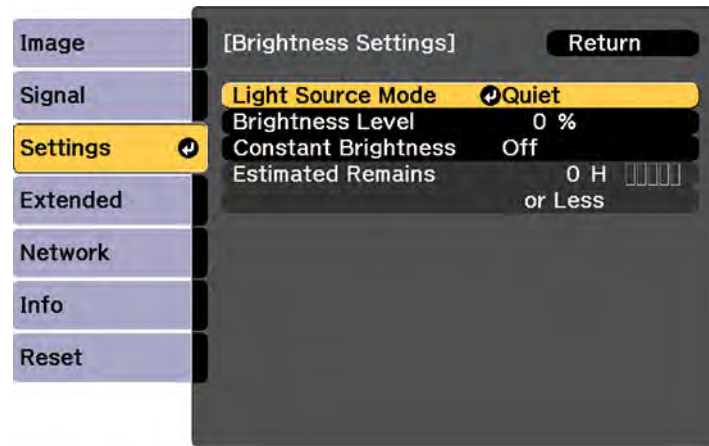 Image
Signal
Settings
Extended
Network
Info
Reset
[Brightness Settings] Return
Light Source Mode Quiet
Brightness Level 0 %
Constant Brightness Off
Estimated Remains 0 H
or Less